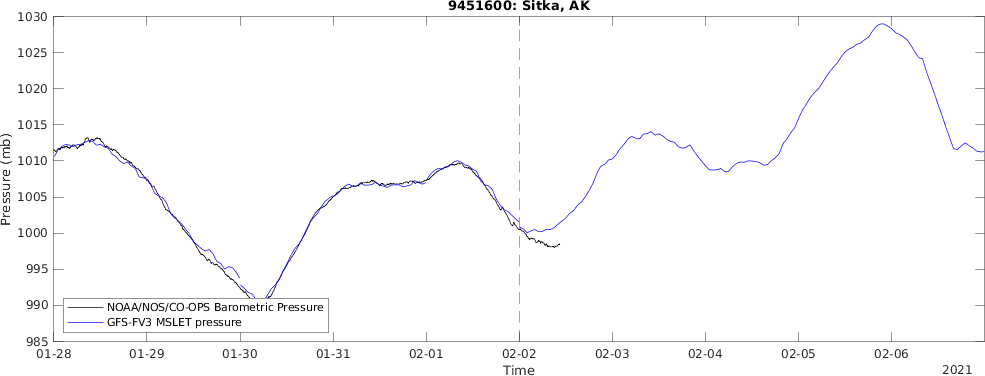 9451600: Sitka, AK
1030
1025
1020
1015
1010
1005
1000
995
990
985
Pressure (mb)
NOAA/NOS/CO-OPS Barometric Pressure
GFS-FV3 MSLET pressure
01-28 01-29 01-30 01-31 02-01 02-02 02-03 02-04 02-05 02-06
Time
2021